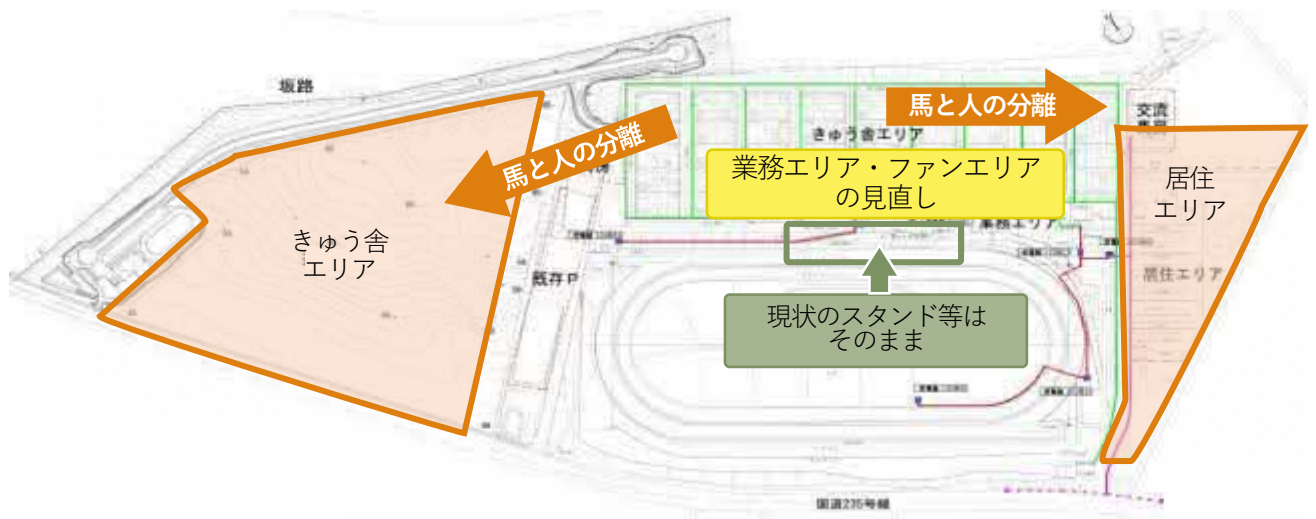 坂路
馬と人の分離
馬と人の分離
交流
きゅう舎エリア
業務エリア・ファンエリア
の見直し
居住
エリア
業務エリア
きゅう舎
エリア
既存P
居住エリア
現状のスタンド等は
そのまま
国道235号線